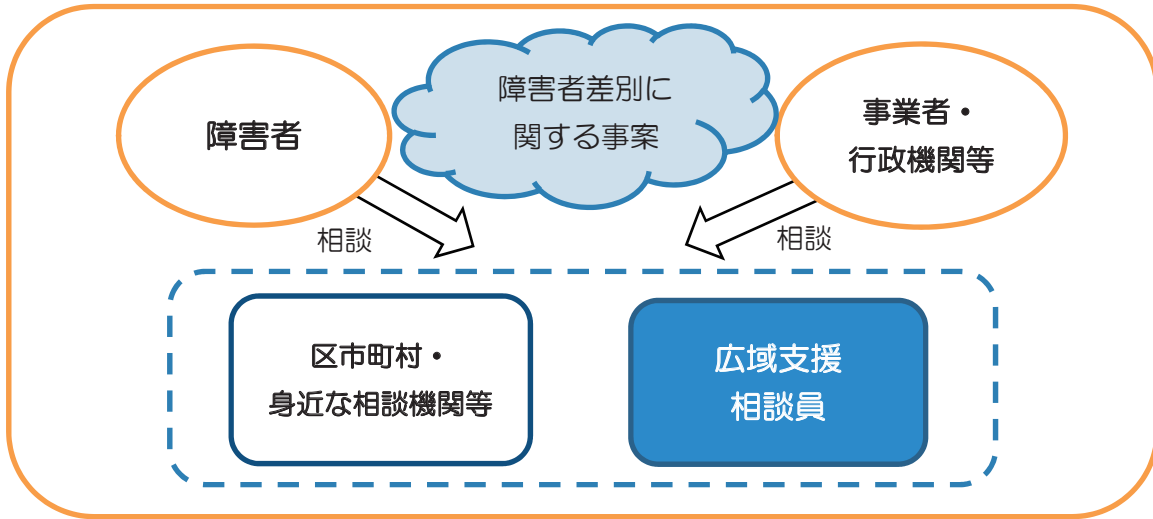 障害者
障害者差別に
関する事案
事業者・
行政機関等
相談
相談
区市町村・
身近な相談機関等
広域支援
相談員